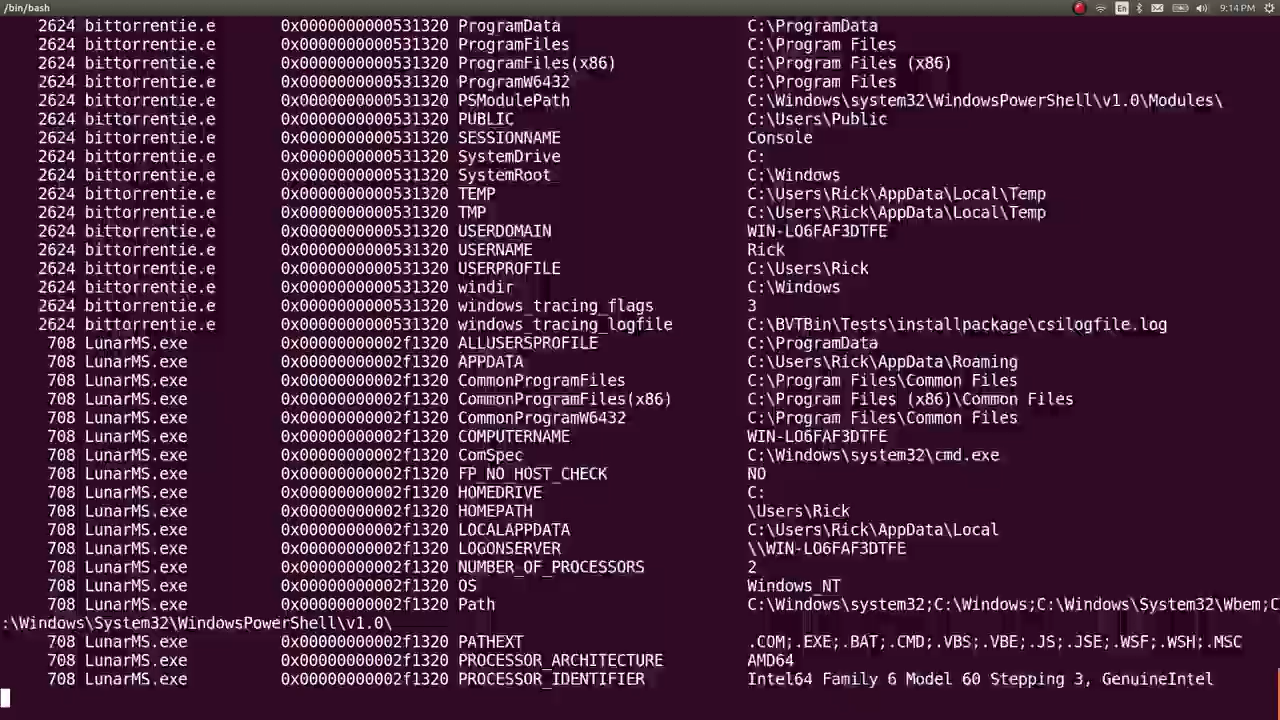 /bin/bash
En
9:14 PM
2624 bittorrentie.e 0x0000000000531320 ProgramData C:\ProgramData
2624 bittorrentie.e 0x0000000000531320 ProgramFiles C:\Program Files
2624 bittorrentie.e 0x0000000000531320 ProgramFiles(x86) C:\Program Files (x86)
2624 bittorrentie.e 0x0000000000531320 ProgramW6432 C:\Program Files
2624 bittorrentie.e 0x0000000000531320 PSModulePath C:\Windows\system32\WindowsPowerShell\v1.0\Modules\
2624 bittorrentie.e 0x0000000000531320 PUBLIC C:\Users\Public
2624 bittorrentie.e 0x0000000000531320 SESSIONNAME Console
2624 bittorrentie.e 0x0000000000531320 SystemDrive C:
2624 bittorrentie.e 0x0000000000531320 SystemRoot C:\Windows
2624 bittorrentie.e 0x0000000000531320 TEMP C:\Users\Rick\AppData\Local\Temp
2624 bittorrentie.e 0x0000000000531320 TMP C:\Users\Rick\AppData\Local\Temp
2624 bittorrentie.e 0x0000000000531320 USERDOMAIN WIN-LO6FAF3DTFE
2624 bittorrentie.e 0x0000000000531320 USERNAME Rick
2624 bittorrentie.e 0x0000000000531320 USERPROFILE C:\Users\Rick
2624 bittorrentie.e 0x0000000000531320 windir C:\Windows
2624 bittorrentie.e 0x0000000000531320 windows_tracing_flags 3
2624 bittorrentie.e 0x0000000000531320 windows_tracing_logfile C:\BVTBin\Tests\installpackage\csilogfile.log
708 LunarMS.exe 0x00000000002f1320 ALLUSERSPROFILE C:\ProgramData
708 LunarMS.exe 0x00000000002f1320 APPDATA C:\Users\Rick\AppData\Roaming
708 LunarMS.exe 0x00000000002f1320 CommonProgramFiles C:\Program Files\Common Files
708 LunarMS.exe 0x00000000002f1320 CommonProgramFiles(x86) C:\Program Files (x86)\Common Files
708 LunarMS.exe 0x00000000002f1320 CommonProgramW6432 C:\Program Files\Common Files
708 LunarMS.exe 0x00000000002f1320 COMPUTERNAME WIN-LO6FAF3DTFE
708 LunarMS.exe 0x00000000002f1320 ComSpec C:\Windows\system32\cmd.exe
708 LunarMS.exe 0x00000000002f1320 FP_NO_HOST_CHECK NO
708 LunarMS.exe 0x00000000002f1320 HOMEDRIVE C:
708 LunarMS.exe 0x00000000002f1320 HOMEPATH \Users\Rick
708 LunarMS.exe 0x00000000002f1320 LOCALAPPDATA C:\Users\Rick\AppData\Local
708 LunarMS.exe 0x00000000002f1320 LOGONSERVER \\WIN-LO6FAF3DTFE
708 LunarMS.exe 0x00000000002f1320 NUMBER_OF_PROCESSORS 2
708 LunarMS.exe 0x00000000002f1320 OS Windows_NT
708 LunarMS.exe 0x00000000002f1320 Path C:\Windows\system32;C:\Windows;C:\Windows\System32\Wbem;C
:\Windows\System32\WindowsPowerShell\v1.0\
708 LunarMS.exe 0x00000000002f1320 PATHEXT .COM;.EXE;.BAT;.CMD;.VBS;.VBE;.JS;.JSE;.WSF;.WSH;.MSC
708 LunarMS.exe 0x00000000002f1320 PROCESSOR_ARCHITECTURE AMD64
708 LunarMS.exe 0x00000000002f1320 PROCESSOR_IDENTIFIER Intel64 Family 6 Model 60 Stepping 3, GenuineIntel